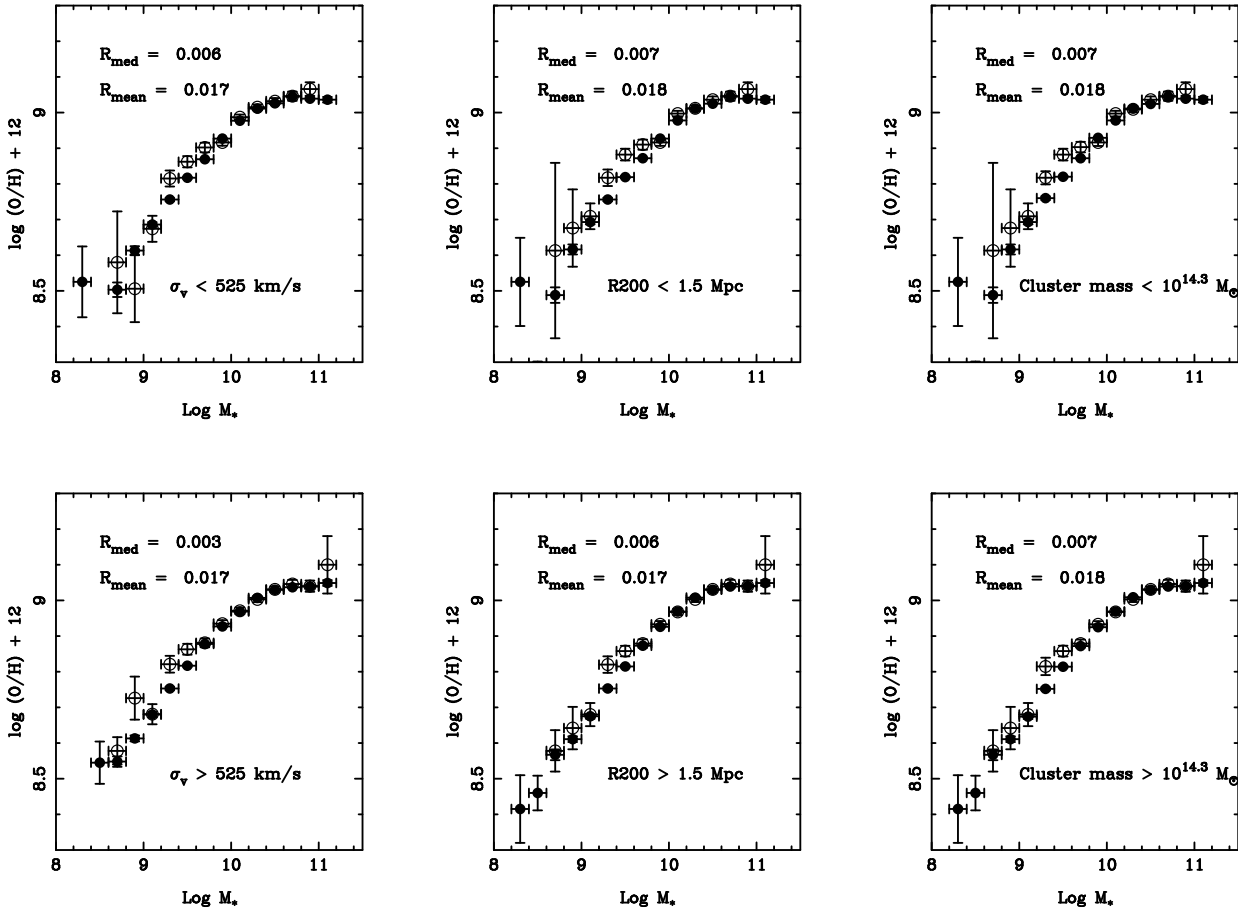 R_med = 0.006
R_mean = 0.017
σ_v < 525 km/s
log (O/H) + 12
9
8.5
8 9 10 11
Log M_*
R_med = 0.007
R_mean = 0.018
R200 < 1.5 Mpc
log (O/H) + 12
9
8.5
8 9 10 11
Log M_*
R_med = 0.007
R_mean = 0.018
Cluster mass < 10^14.3 M_⊙
log (O/H) + 12
9
8.5
8 9 10 11
Log M_*
R_med = 0.003
R_mean = 0.017
σ_v > 525 km/s
log (O/H) + 12
9
8.5
8 9 10 11
Log M_*
R_med = 0.006
R_mean = 0.017
R200 > 1.5 Mpc
log (O/H) + 12
9
8.5
8 9 10 11
Log M_*
R_med = 0.007
R_mean = 0.018
Cluster mass > 10^14.3 M_⊙
log (O/H) + 12
9
8.5
8 9 10 11
Log M_*